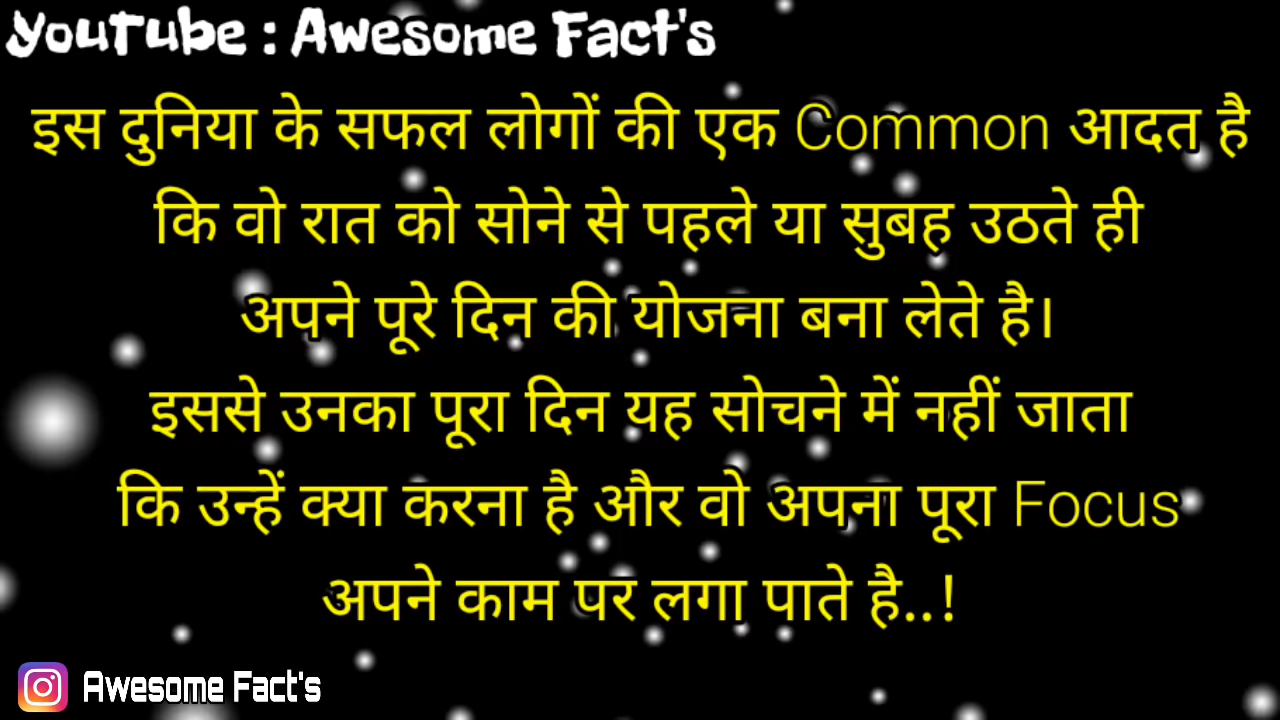 YouTube : Awesome Fact's
इस दुनिया के सफल लोगों की एक Common आदत है
कि वो रात को सोने से पहले या सुबह उठते ही
अपने पूरे दिन की योजना बना लेते है।
इससे उनका पूरा दिन यह सोचने में नहीं जाता
कि उन्हें क्या करना है और वो अपना पूरा Focus
अपने काम पर लगा पाते है..!
Awesome Fact's